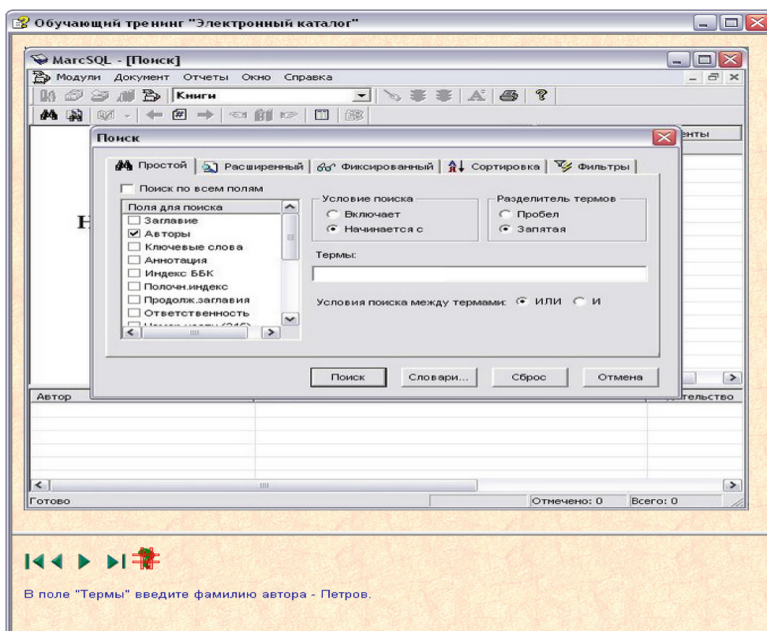 Обучающий тренинг "Электронный каталог"
MarcSQL - [Поиск]
Модули Документ Отчеты Окно Справка
Книги
Поиск
Простой Расширенный Фиксированный Сортировка Фильтры
Поиск по всем полям
Поля для поиска
Заглавие
Авторы
Ключевые слова
Аннотация
Индекс ББК
Полочн.индекс
Продолж.заглавия
Ответственность
Условие поиска
Включает
Начинается с
Разделитель термов
Пробел
Запятая
Термы:
Условия поиска между термами: ИЛИ И
Поиск Словари... Сброс Отмена
Автор
Готово Отмечено: 0 Всего: 0
В поле "Термы" введите фамилию автора - Петров.